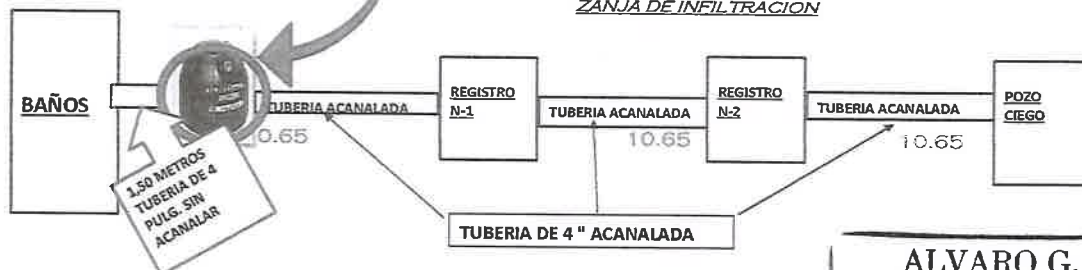 ZANJA DE INFILTRACION
BAÑOS
TUBERIA ACANALADA
0.65
REGISTRO
N-1
TUBERIA ACANALADA
10.65
REGISTRO
N-2
TUBERIA ACANALADA
10.65
POZO
CIEGO
1,50 METROS
TUBERIA DE 4
PULG. SIN
ACANALAR
TUBERIA DE 4 " ACANALADA
ALVARO G.